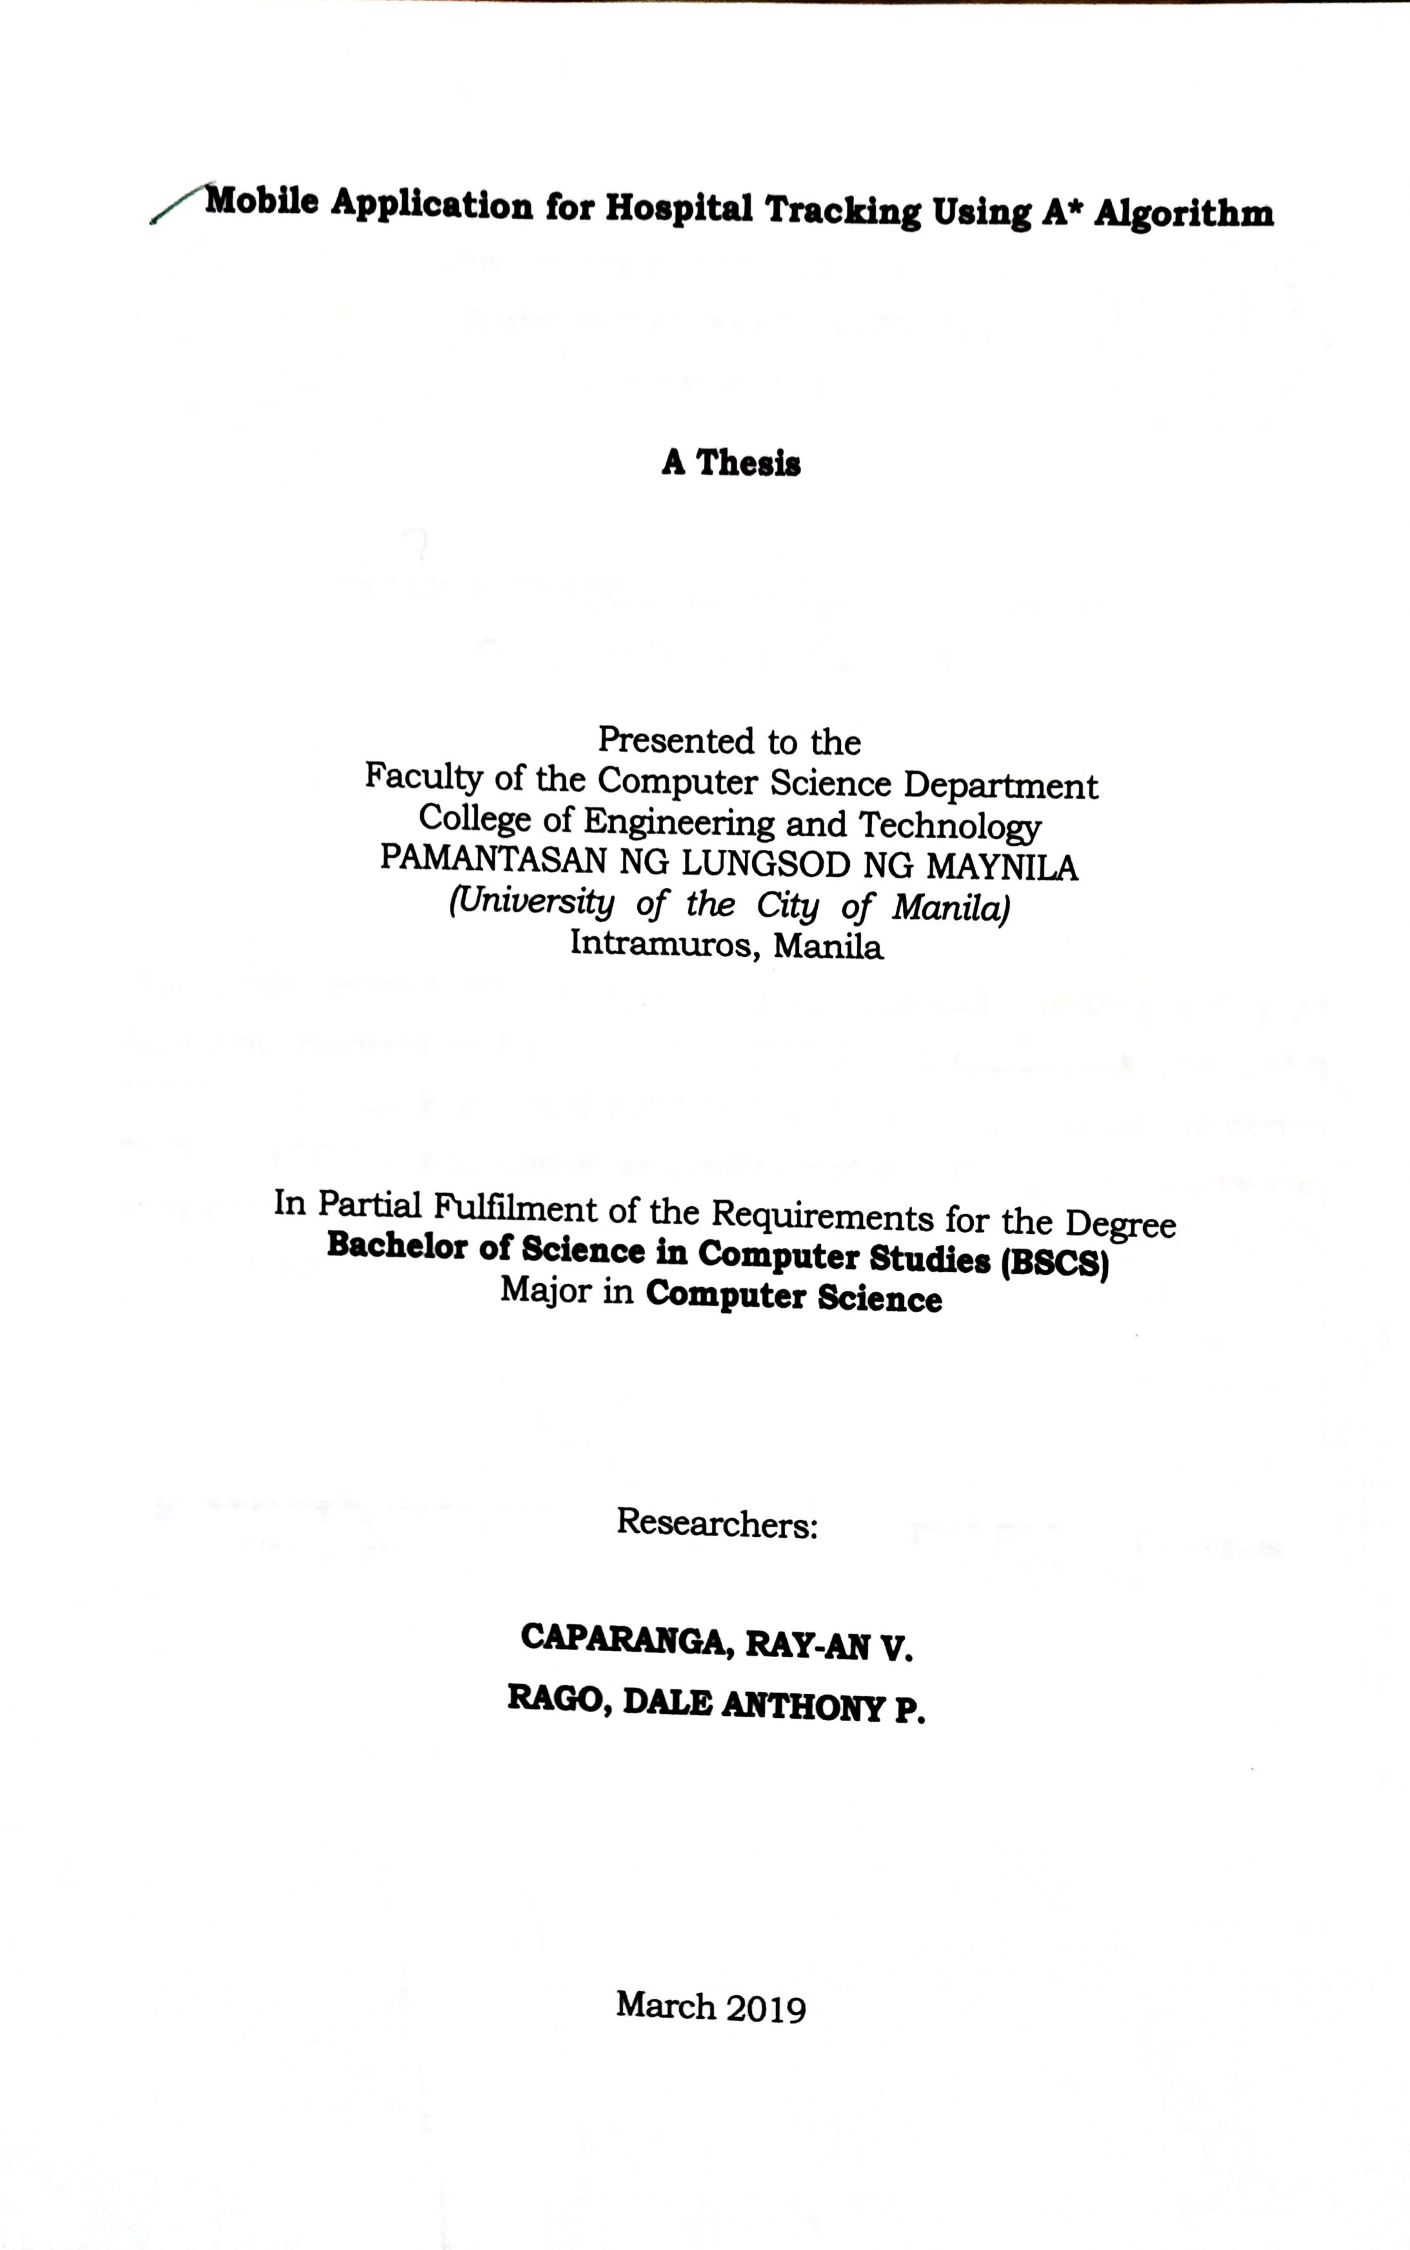 Mobile Application for Hospital Tracking Using A* Algorithm
A Thesis
Presented to the
Faculty of the Computer Science Department
College of Engineering and Technology
PAMANTASAN NG LUNGSOD NG MAYNILA
(University of the City of Manila)
Intramuros, Manila
In Partial Fulfilment of the Requirements for the Degree
Bachelor of Science in Computer Studies (BSCS)
Major in Computer Science
Researchers:
CAPARANGA, RAY-AN V.
RAGO, DALE ANTHONY P.
March 2019